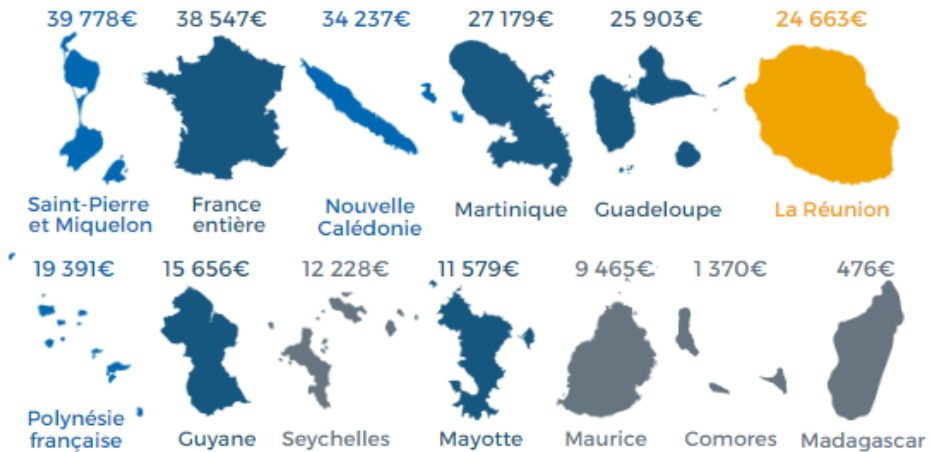 39 778€ 38 547€ 34 237€ 27 179€ 25 903€ 24 663€
Saint-Pierre et Miquelon
France entière
Nouvelle Calédonie
Martinique
Guadeloupe
La Réunion
19 391€ 15 656€ 12 228€ 11 579€ 9 465€ 1 370€ 476€
Polynésie française
Guyane
Seychelles
Mayotte
Maurice
Comores
Madagascar